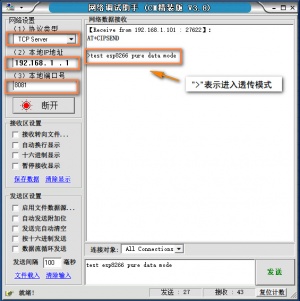 网络调试助手 (CM精装版 V3.8)
网络设置
(1) 协议类型
TCP Server
(2) 本地IP地址
192.168.1 .1
(3) 本地端口号
8081
断开
接收区设置
接收转向文件...
自动换行显示
十六进制显示
暂停接收显示
保存数据 清除显示
发送区设置
启用文件数据源...
自动发送附加位
发送完自动清空
按十六进制发送
数据流循环发送
发送间隔 100 毫秒
文件载入 清除输入
网络数据接收
【Receive from 192.168.1.101 : 27622】:
AT+CIPSEND
>test esp8266 pure data mode
">"表示进入透传模式
连接对象: All Connections
test esp8266 pure data mode
发送
就绪!
发送 : 27
接收 : 43
复位计数